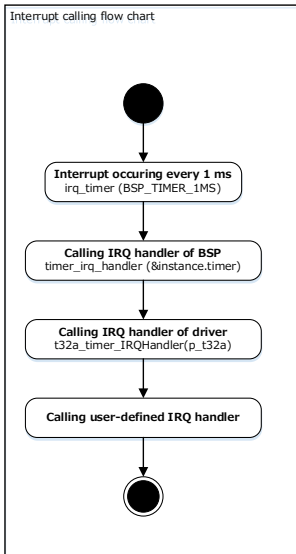 Interrupt calling flow chart
Interrupt occuring every 1 ms
irq_timer (BSP_TIMER_1MS)
Calling IRQ handler of BSP
timer_irq_handler (&instance.timer)
Calling IRQ handler of driver
t32a_timer_IRQHandler(p_t32a)
Calling user-defined IRQ handler